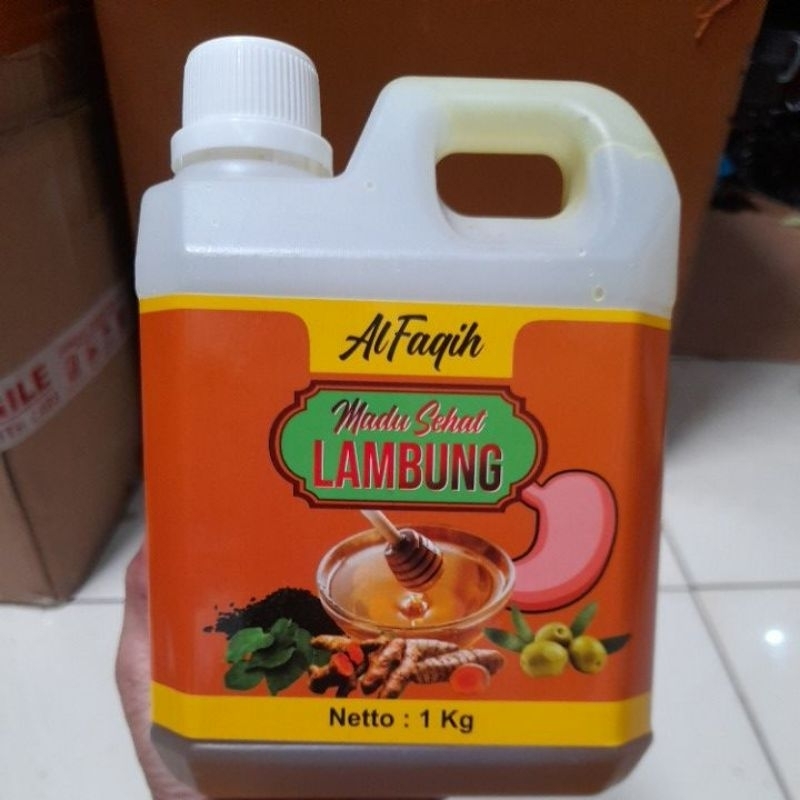 Al Faqih
Madu Sehat
LAMBUNG
Netto : 1 Kg